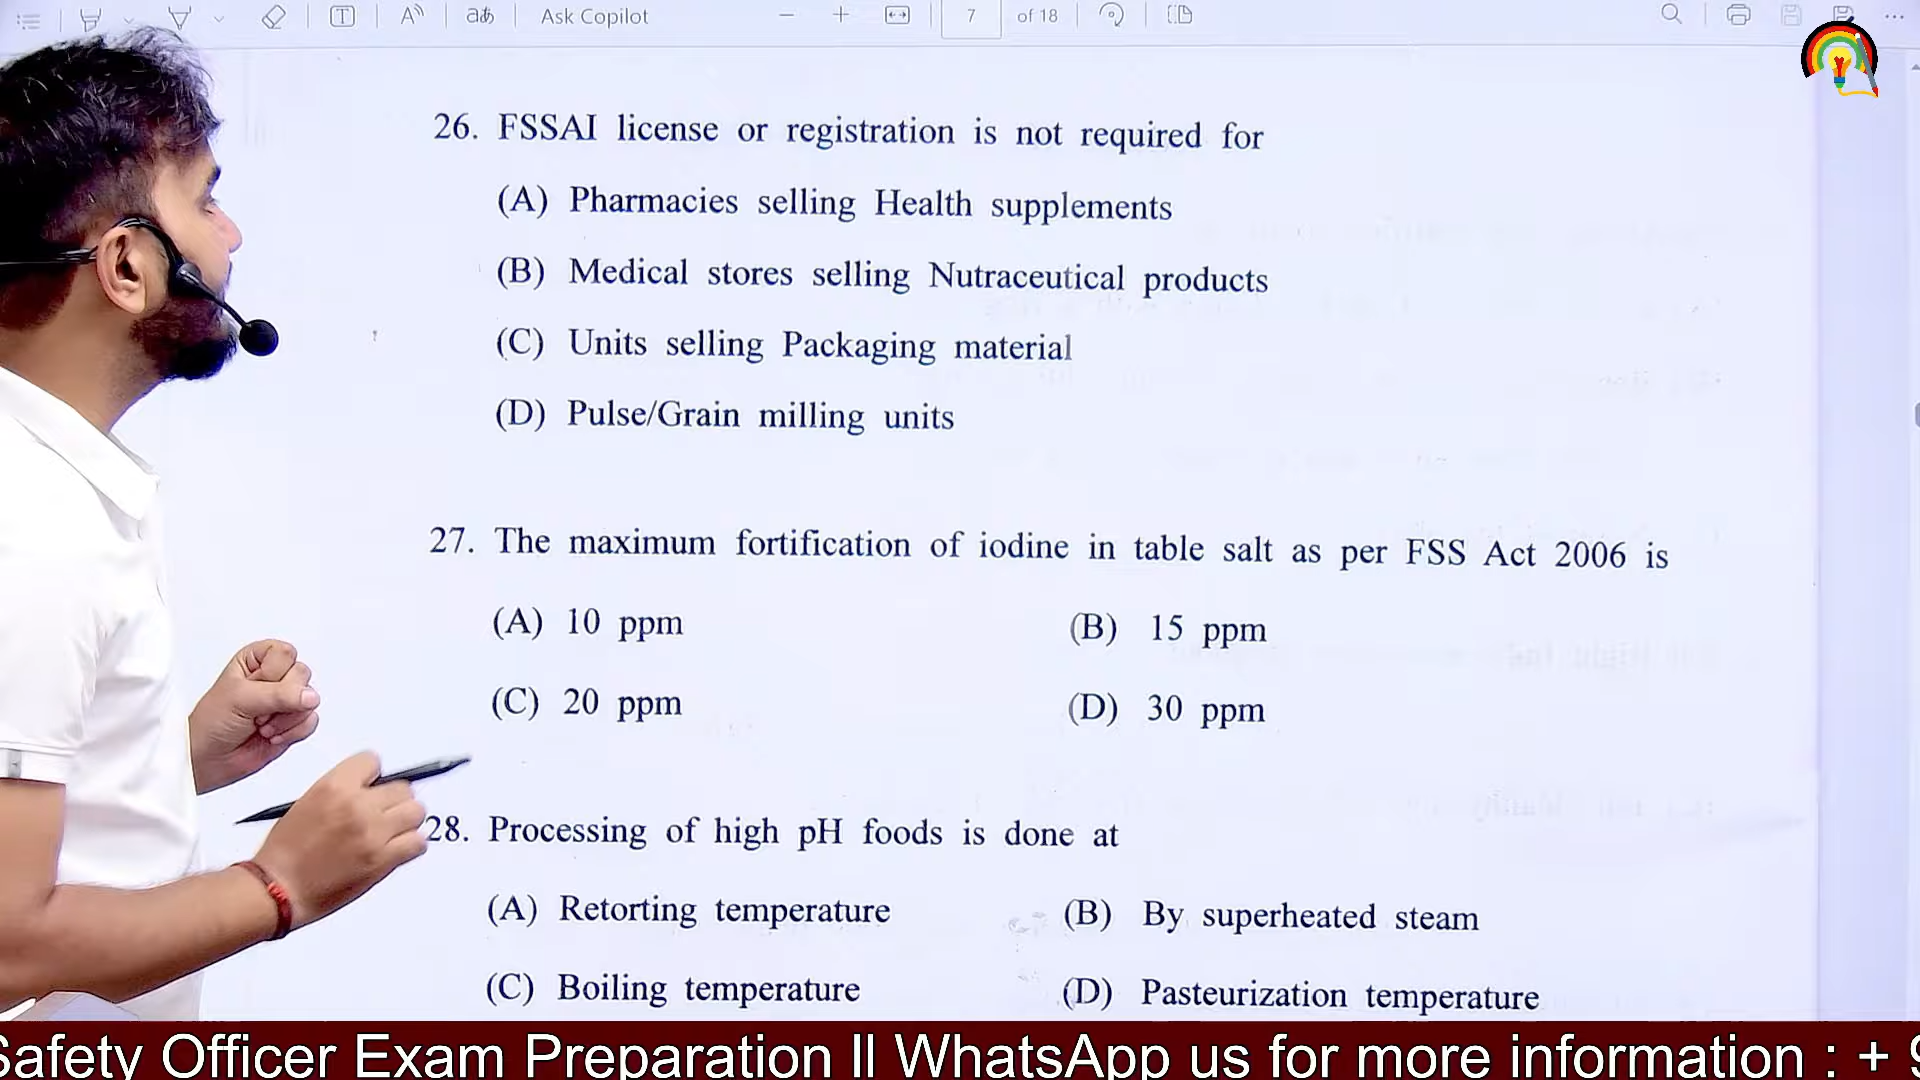 Ask Copilot
7 of 18
26. FSSAI license or registration is not required for
(A) Pharmacies selling Health supplements
(B) Medical stores selling Nutraceutical products
(C) Units selling Packaging material
(D) Pulse/Grain milling units
27. The maximum fortification of iodine in table salt as per FSS Act 2006 is
(A) 10 ppm (B) 15 ppm
(C) 20 ppm (D) 30 ppm
28. Processing of high pH foods is done at
(A) Retorting temperature (B) By superheated steam
(C) Boiling temperature (D) Pasteurization temperature
Safety Officer Exam Preparation ll WhatsApp us for more information : +